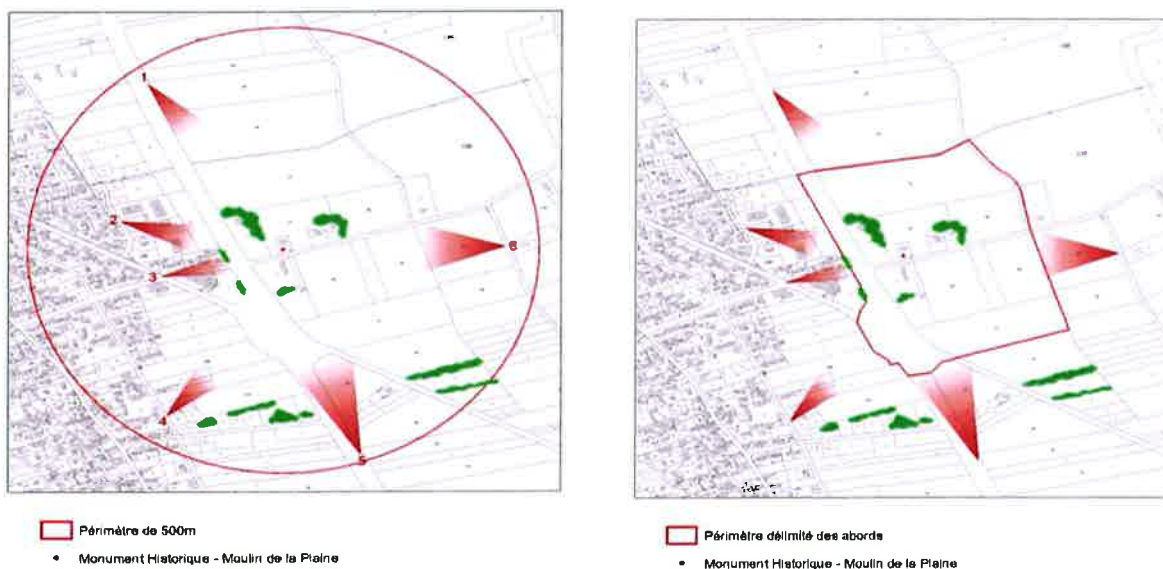 1
2
3
4
5
6
Périmètre de 500m
Monument Historique - Moulin de la Plaine
Périmètre délimité des abords
Monument Historique - Moulin de la Plaine